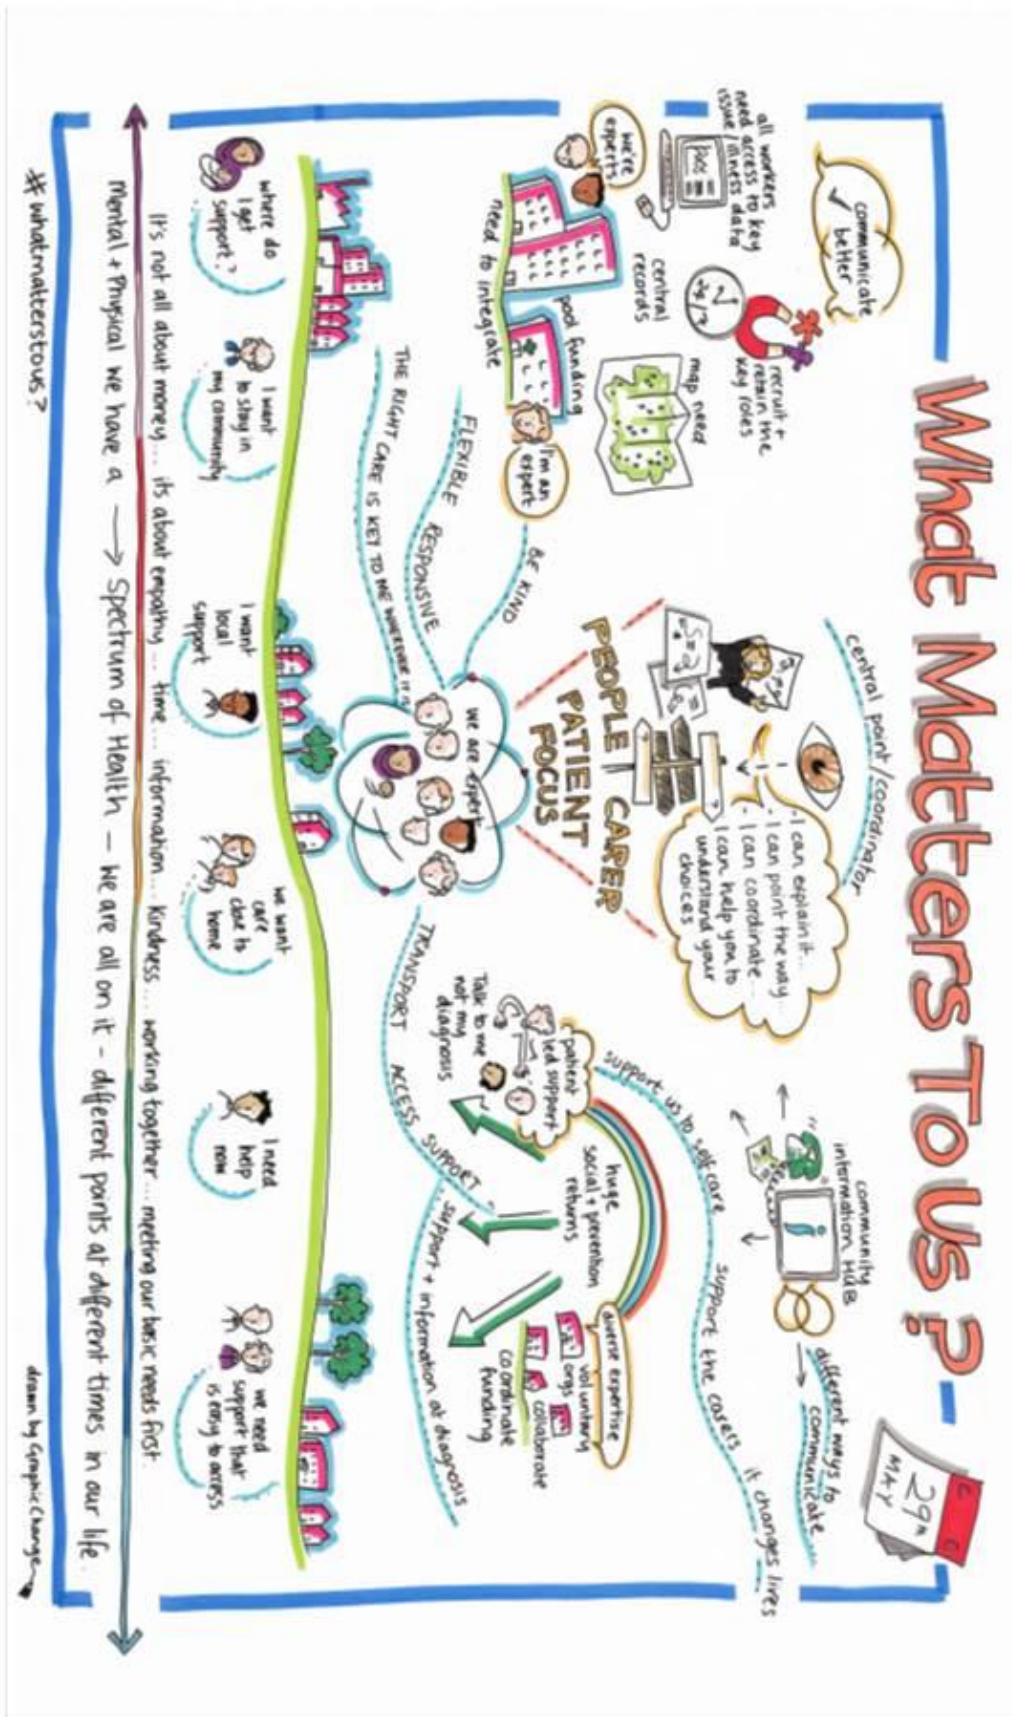 What Matters To Us?
29th
MAY
communicate
better
all workers
need access to key
issue/illness data
PACS
24/7
recruit +
retain the
key roles
central
records
map need
we're
experts
pool funding
need to integrate
I'm an
expert
central point/coordinator
- I can explain it...
- I can point the way...
- I can coordinate...
I can help you to
understand your
choices
PEOPLE CARER
PATIENT
FOCUS
BE KIND
FLEXIBLE RESPONSIVE
THE RIGHT CARE IS KEY TO ME WHEREVER IT IS
we are expert
community
information HUB
i
different ways to
communicate
support us to self care support the carers it changes lives
patient
led support
Talk to me
not my
diagnosis
huge
social + prevention
returns
diverse expertise
voluntary
orgs
collaborate
coordinate
funding
TRANSPORT ACCESS SUPPORT
support + information at diagnosis
where do
I get
support?
I want
to stay in
my community
I want
local
support
we want
care
close to
home
I need
help
now
we need
support that
is easy to access
It's not all about money... its about empathy... time... information... kindness... working together... meeting our basic needs first.
Mental + Physical we have a → Spectrum of Health – we are all on it - different points at different times in our life.
#whatmatterstous?
drawn by Graphic Change